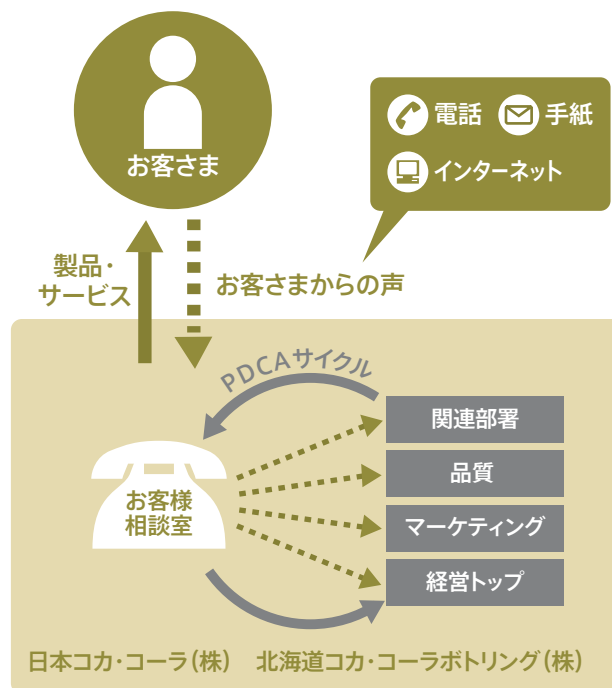 お客さま
電話 手紙
インターネット
製品・
サービス
お客さまからの声
PDCAサイクル
関連部署
品質
マーケティング
経営トップ
お客様
相談室
日本コカ・コーラ(株) 北海道コカ・コーラボトリング(株)